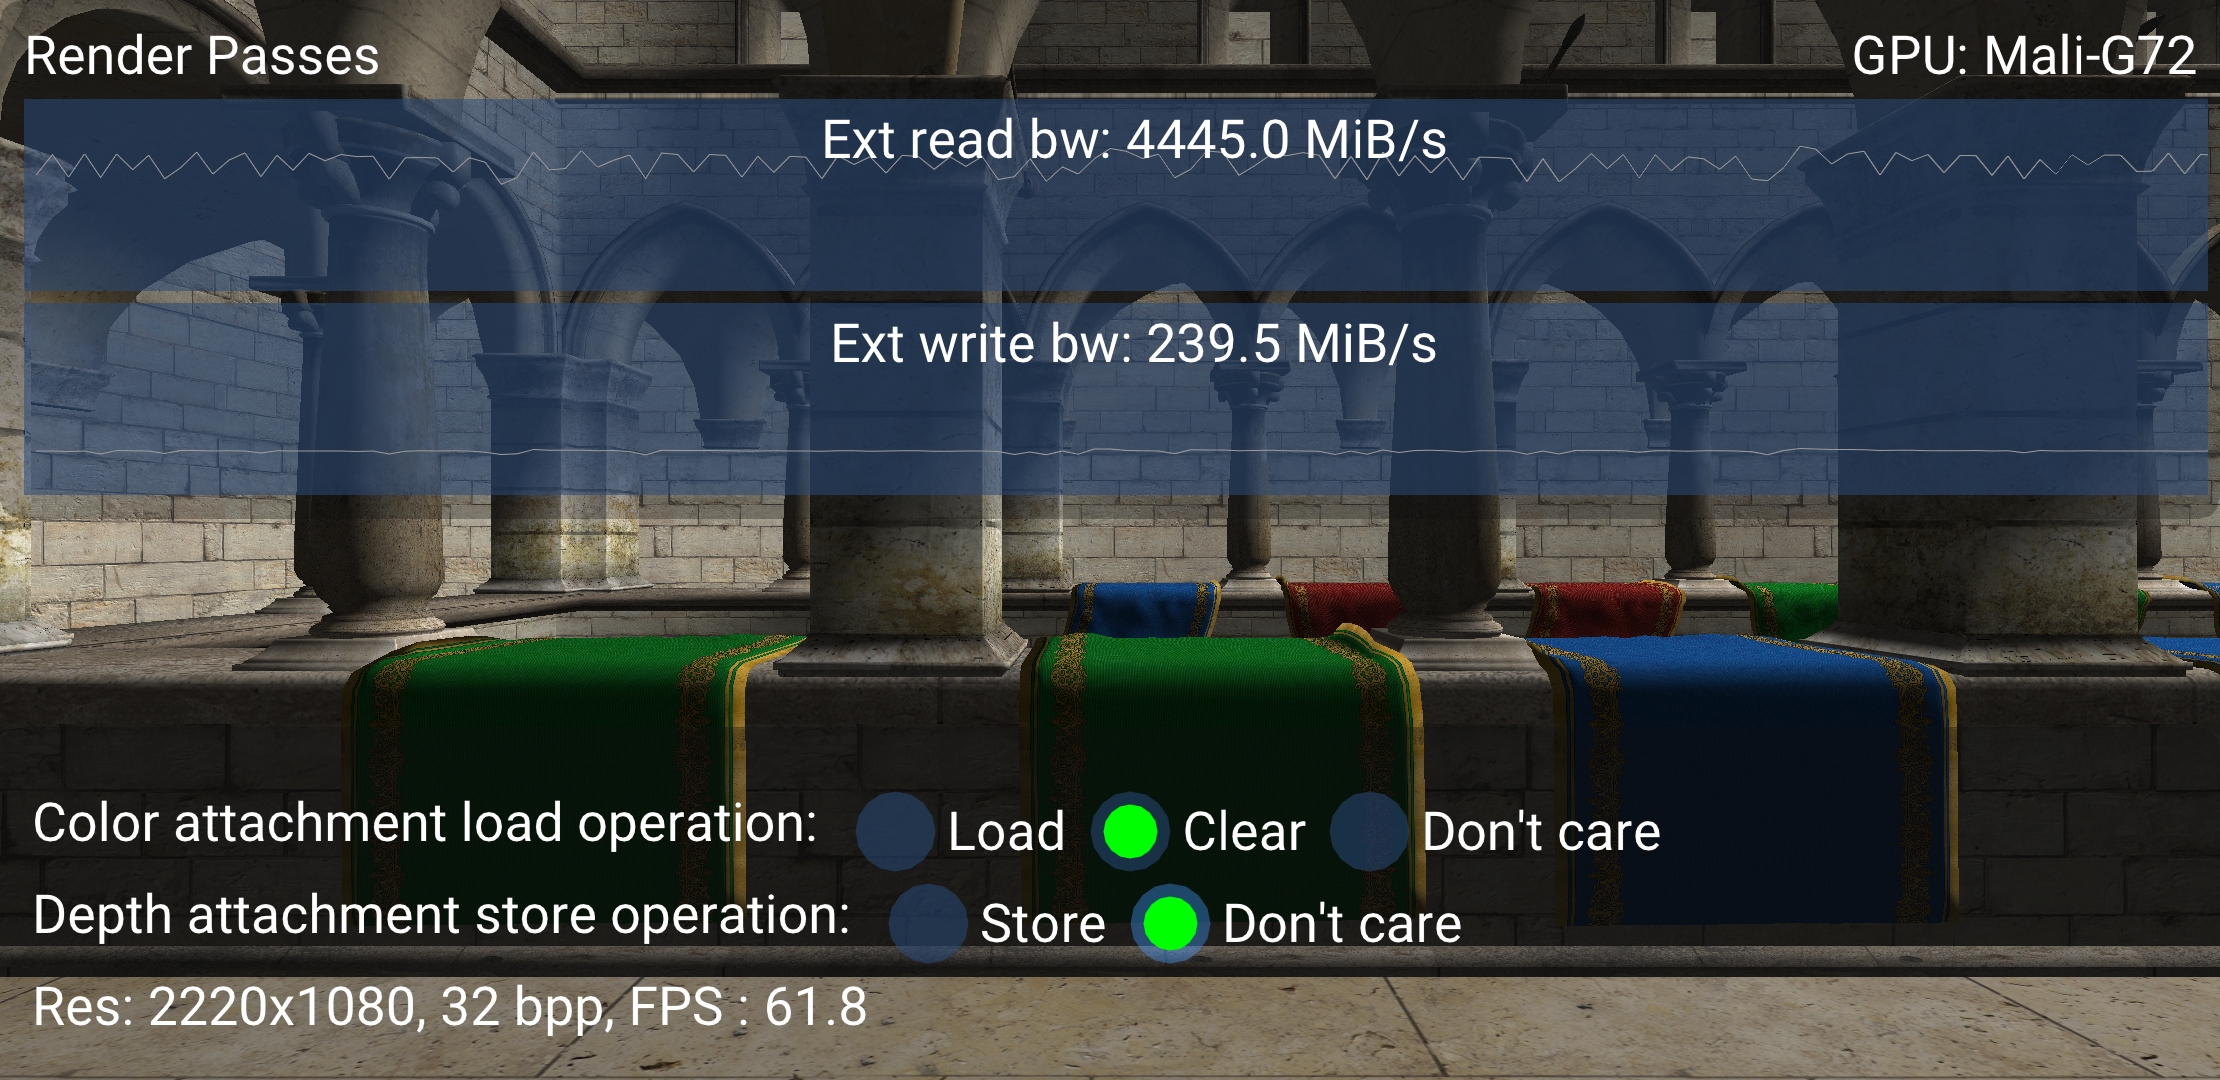 Render Passes
GPU: Mali-G72
Ext read bw: 4445.0 MiB/s
Ext write bw: 239.5 MiB/s
Color attachment load operation: Load Clear Don't care
Depth attachment store operation: Store Don't care
Res: 2220x1080, 32 bpp, FPS : 61.8